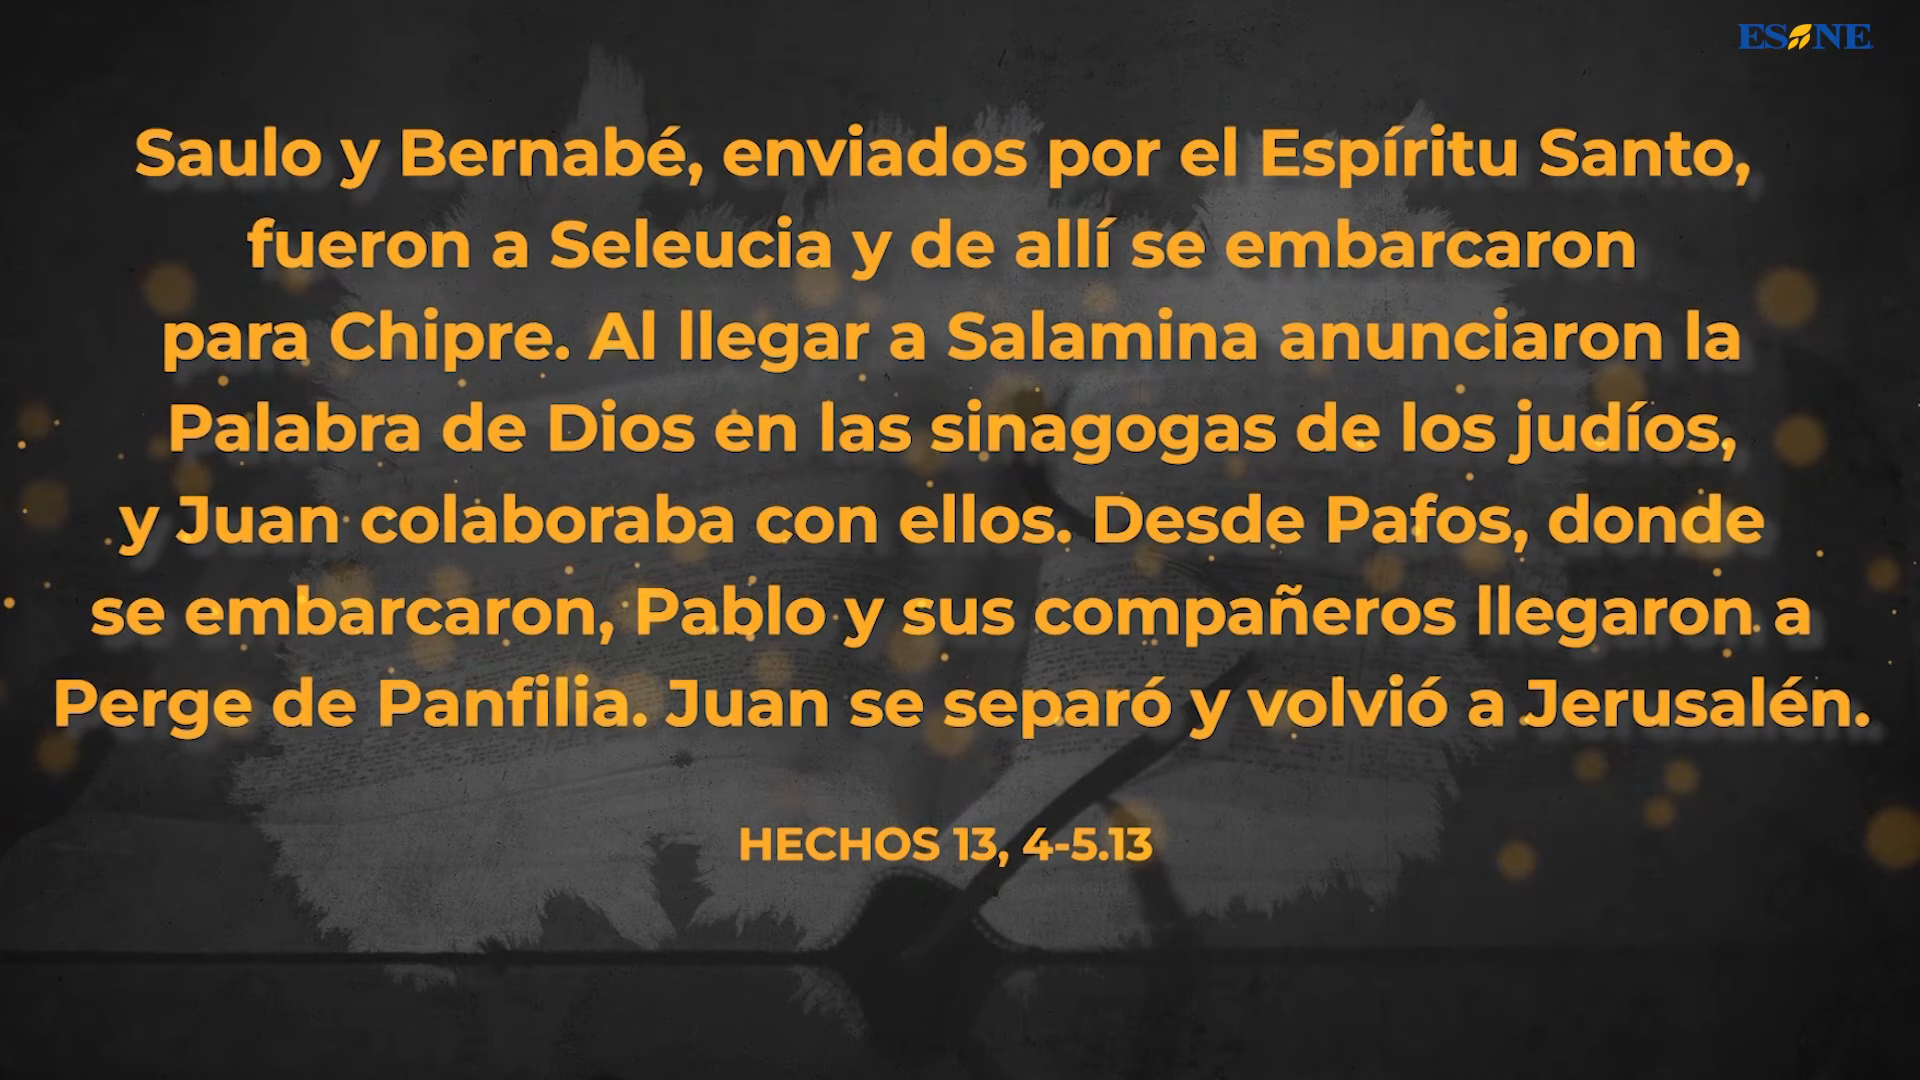 ESNE
Saulo y Bernabé, enviados por el Espíritu Santo,
fueron a Seleucia y de allí se embarcaron
para Chipre. Al llegar a Salamina anunciaron la
Palabra de Dios en las sinagogas de los judíos,
y Juan colaboraba con ellos. Desde Pafos, donde
se embarcaron, Pablo y sus compañeros llegaron a
Perge de Panfilia. Juan se separó y volvió a Jerusalén.
HECHOS 13, 4-5.13